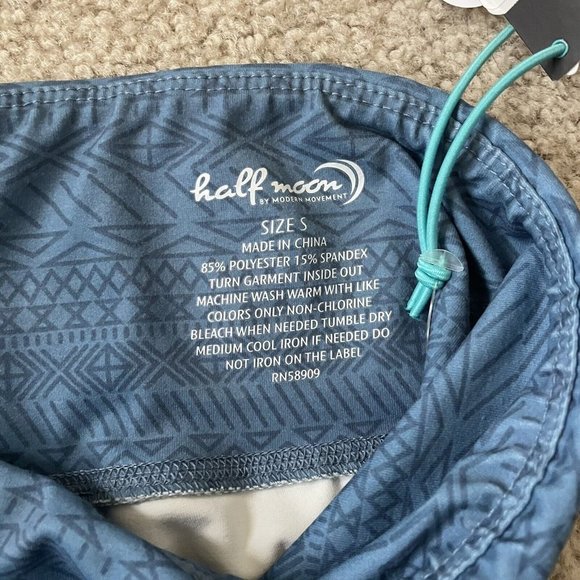 half moon
BY MODERN MOVEMENT
SIZE S
MADE IN CHINA
85% POLYESTER 15% SPANDEX
TURN GARMENT INSIDE OUT
MACHINE WASH WARM WITH LIKE
COLORS ONLY NON-CHLORINE
BLEACH WHEN NEEDED TUMBLE DRY
MEDIUM COOL IRON IF NEEDED DO
NOT IRON ON THE LABEL
RN58909